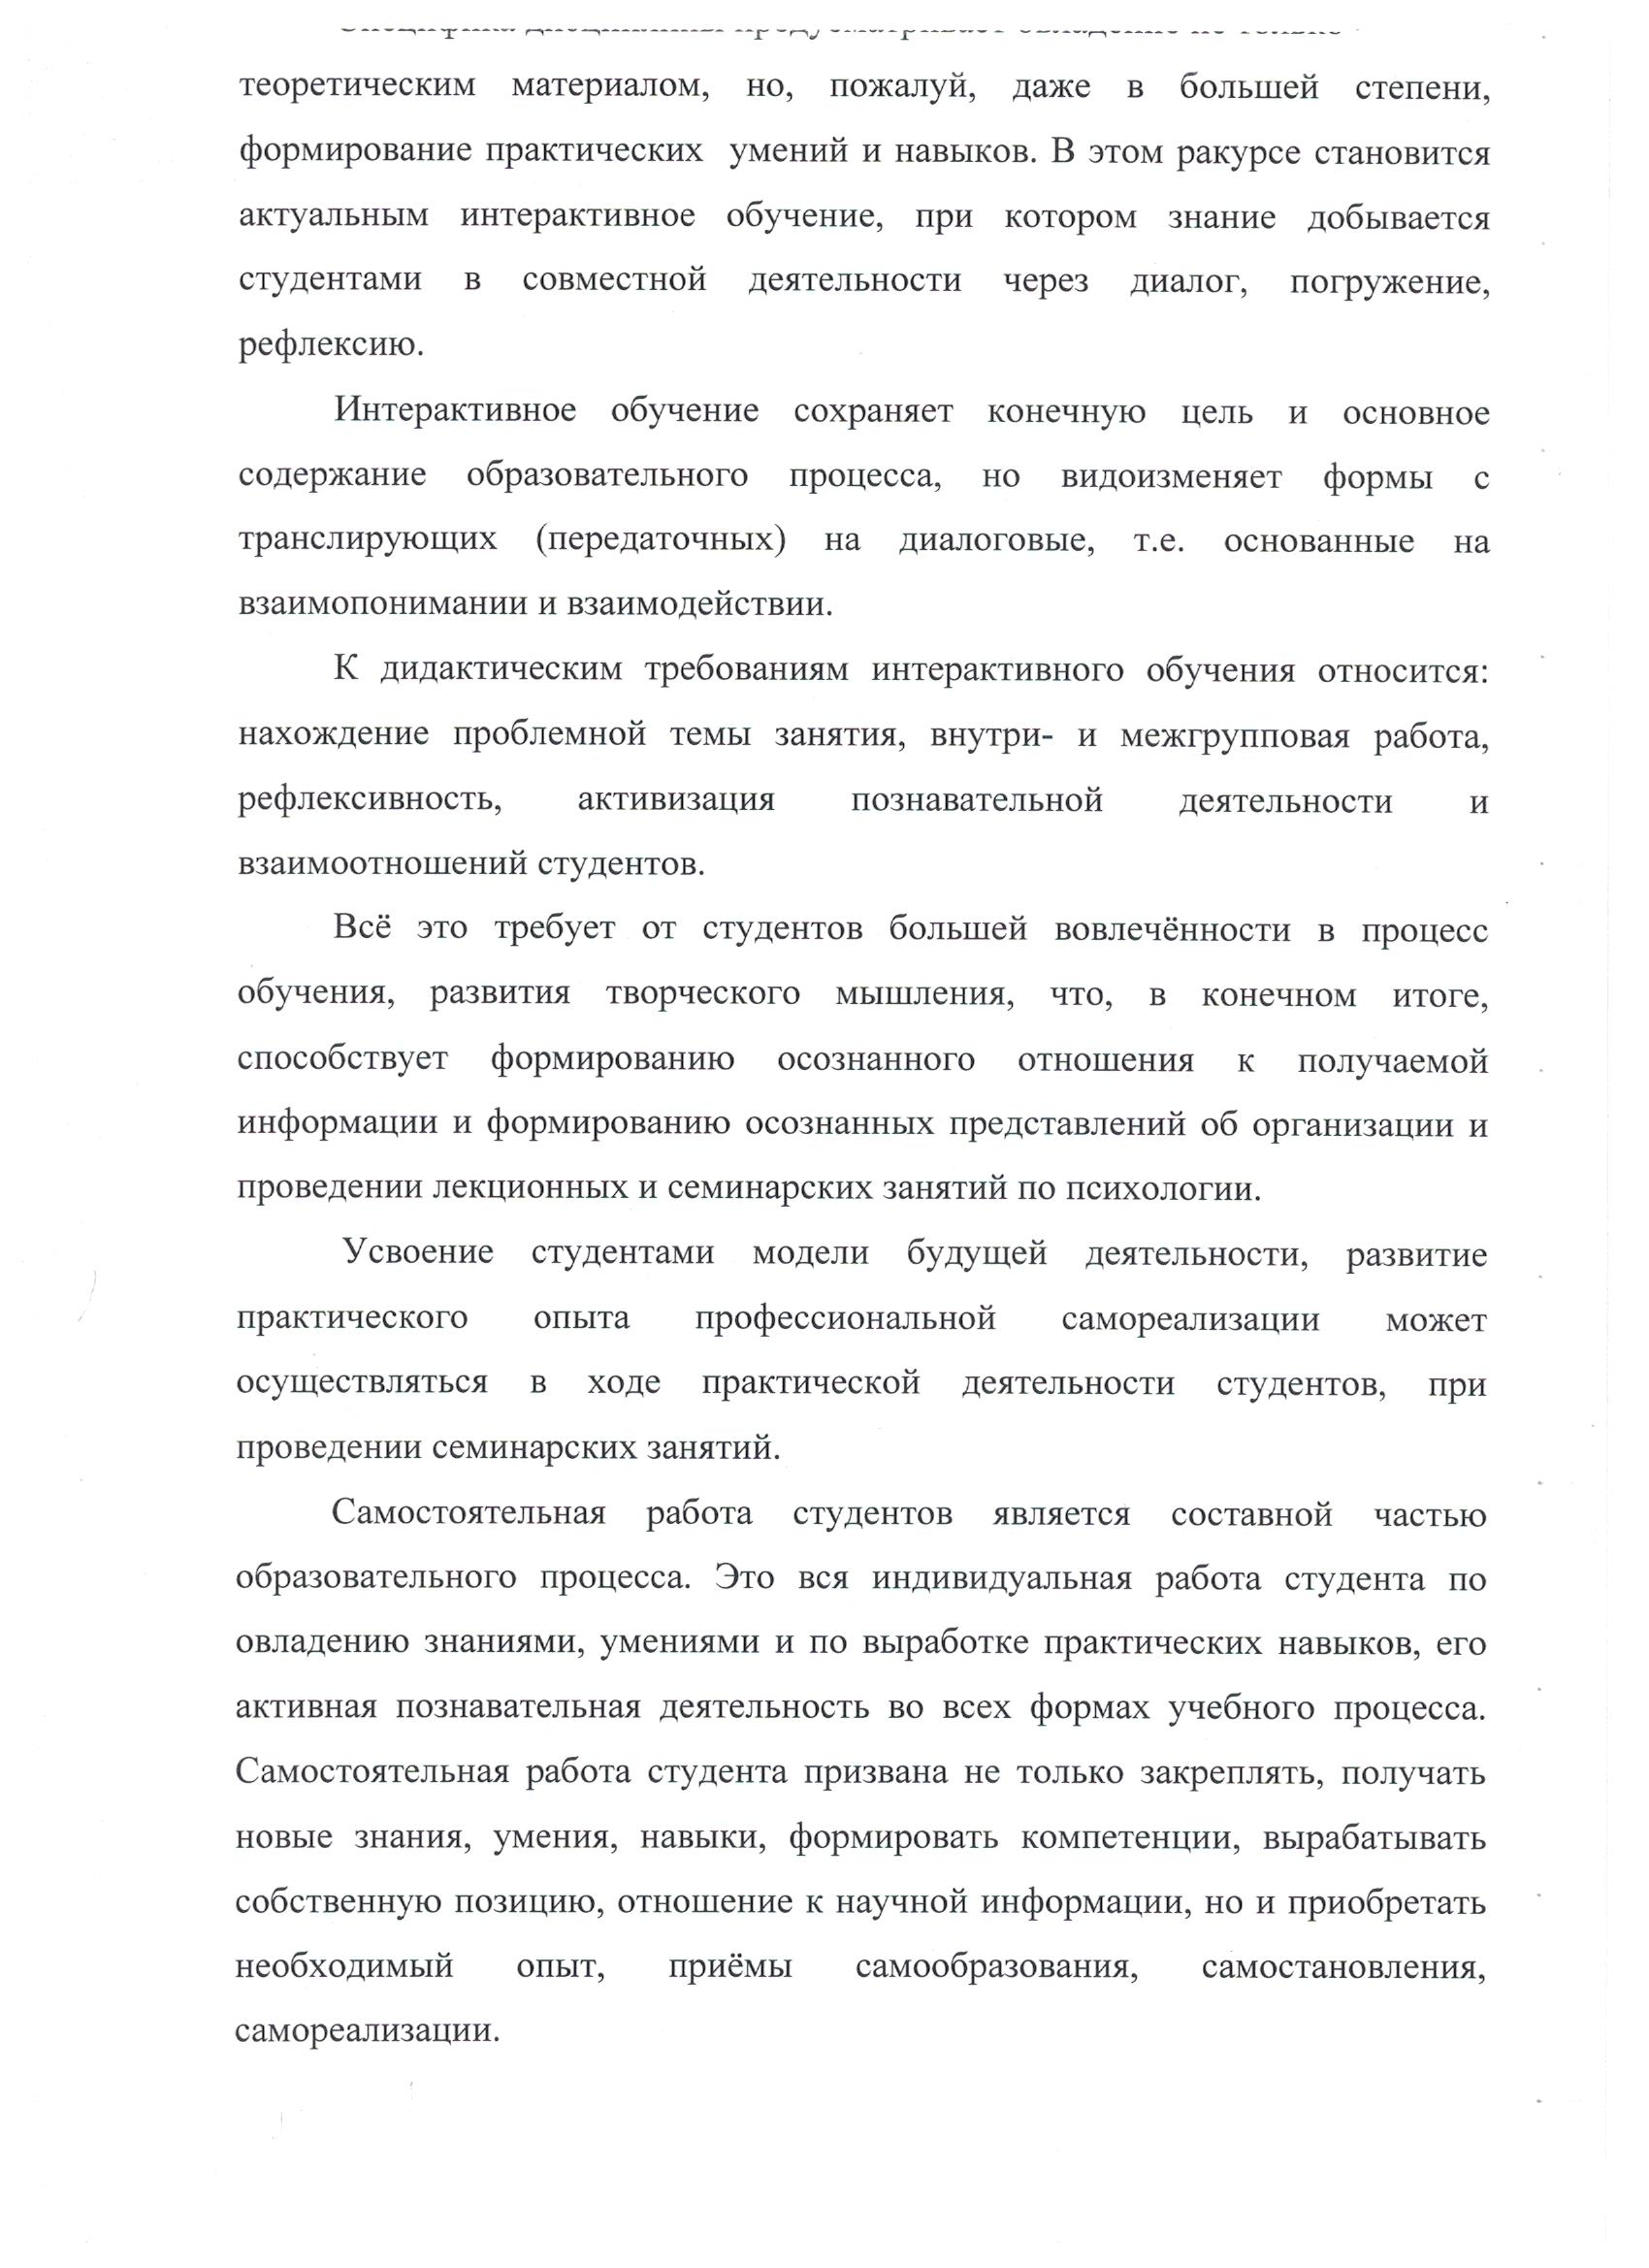 Специфика дисциплины предусматривает овладение не только
теоретическим материалом, но, пожалуй, даже в большей степени,
формирование практических умений и навыков. В этом ракурсе становится
актуальным интерактивное обучение, при котором знание добывается
студентами в совместной деятельности через диалог, погружение,
рефлексию.
Интерактивное обучение сохраняет конечную цель и основное
содержание образовательного процесса, но видоизменяет формы с
транслирующих (передаточных) на диалоговые, т.е. основанные на
взаимопонимании и взаимодействии.
К дидактическим требованиям интерактивного обучения относится:
нахождение проблемной темы занятия, внутри- и межгрупповая работа,
рефлексивность, активизация познавательной деятельности и
взаимоотношений студентов.
Всё это требует от студентов большей вовлечённости в процесс
обучения, развития творческого мышления, что, в конечном итоге,
способствует формированию осознанного отношения к получаемой
информации и формированию осознанных представлений об организации и
проведении лекционных и семинарских занятий по психологии.
Усвоение студентами модели будущей деятельности, развитие
практического опыта профессиональной самореализации может
осуществляться в ходе практической деятельности студентов, при
проведении семинарских занятий.
Самостоятельная работа студентов является составной частью
образовательного процесса. Это вся индивидуальная работа студента по
овладению знаниями, умениями и по выработке практических навыков, его
активная познавательная деятельность во всех формах учебного процесса.
Самостоятельная работа студента призвана не только закреплять, получать
новые знания, умения, навыки, формировать компетенции, вырабатывать
собственную позицию, отношение к научной информации, но и приобретать
необходимый опыт, приёмы самообразования, самостановления,
самореализации.